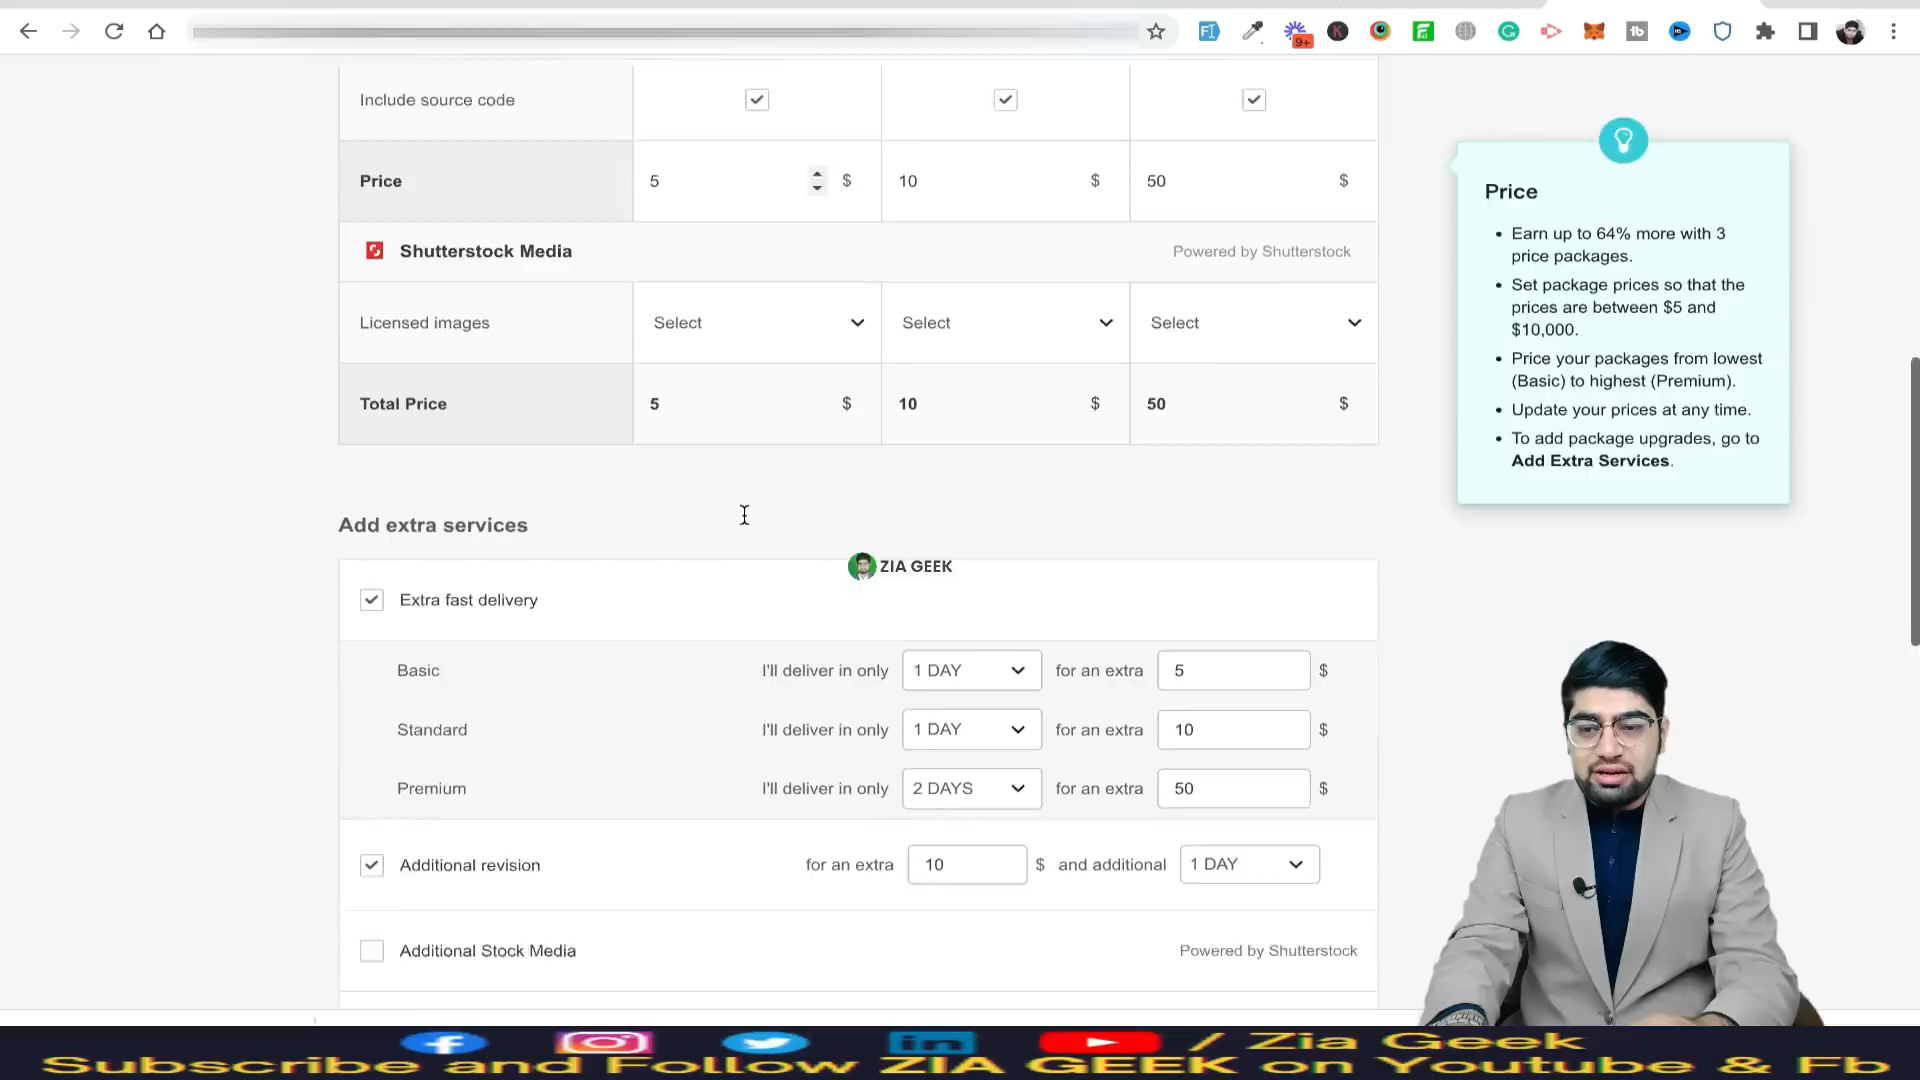 9+
Include source code
Price 5 $ 10 $ 50 $
Shutterstock Media Powered by Shutterstock
Licensed images Select Select Select
Total Price 5 $ 10 $ 50 $
Price
• Earn up to 64% more with 3
price packages.
• Set package prices so that the
prices are between $5 and
$10,000.
• Price your packages from lowest
(Basic) to highest (Premium).
• Update your prices at any time.
• To add package upgrades, go to
Add Extra Services.
Add extra services
ZIA GEEK
Extra fast delivery
Basic I'll deliver in only 1 DAY for an extra 5 $
Standard I'll deliver in only 1 DAY for an extra 10 $
Premium I'll deliver in only 2 DAYS for an extra 50 $
Additional revision for an extra 10 $ and additional 1 DAY
Additional Stock Media Powered by Shutterstock
/ Zia Geek
Subscribe and Follow ZIA GEEK on Youtube & Fb